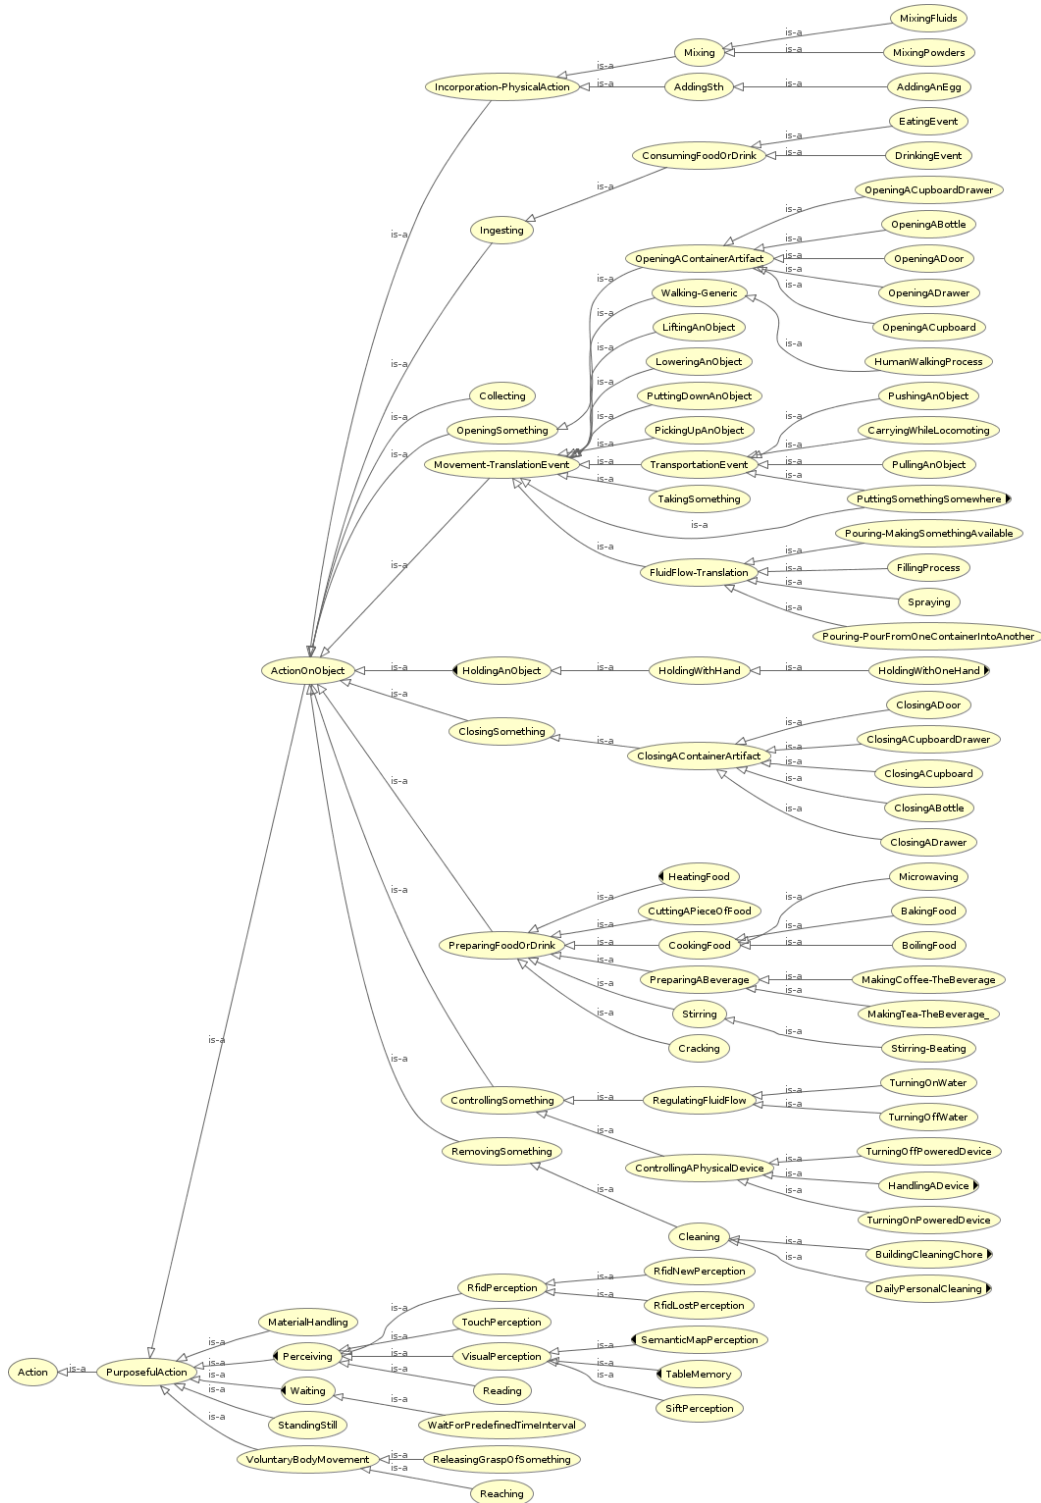 MixingFluids
is-a
Mixing
is-a
MixingPowders
is-a
Incorporation-PhysicalAction
is-a
AddingSth
is-a
AddingAnEgg
EatingEvent
is-a
ConsumingFoodOrDrink
is-a
DrinkingEvent
is-a
OpeningACupboardDrawer
is-a
Ingesting
is-a
OpeningABottle
is-a
OpeningAContainerArtifact
is-a
OpeningADoor
is-a
is-a
OpeningADrawer
is-a
Walking-Generic
is-a
LiftingAnObject
OpeningACupboard
is-a
is-a
LoweringAnObject
HumanWalkingProcess
is-a
is-a
Collecting
PuttingDownAnObject
PushingAnObject
is-a
is-a
OpeningSomething
PickingUpAnObject
is-a
CarryingWhileLocomoting
is-a
is-a
Movement-TranslationEvent
is-a
TransportationEvent
is-a
PullingAnObject
is-a
TakingSomething
is-a
PuttingSomethingSomewhere
is-a
Pouring-MakingSomethingAvailable
is-a
is-a
FluidFlow-Translation
is-a
FillingProcess
is-a
is-a
Spraying
is-a
Pouring-PourFromOneContainerIntoAnother
ActionOnObject
is-a
HoldingAnObject
is-a
HoldingWithHand
is-a
HoldingWithOneHand
ClosingADoor
is-a
ClosingSomething
is-a
ClosingACupboardDrawer
is-a
is-a
ClosingAContainerArtifact
is-a
ClosingACupboard
is-a
ClosingABottle
is-a
ClosingADrawer
is-a
HeatingFood
Microwaving
is-a
is-a
CuttingAPieceOfFood
BakingFood
is-a
is-a
PreparingFoodOrDrink
is-a
CookingFood
is-a
BoilingFood
is-a
PreparingABeverage
is-a
MakingCoffee-TheBeverage
is-a
is-a
Stirring
MakingTea-TheBeverage_
is-a
is-a
Cracking
Stirring-Beating
is-a
is-a
TurningOnWater
ControllingSomething
is-a
RegulatingFluidFlow
is-a
is-a
TurningOffWater
is-a
RemovingSomething
TurningOffPoweredDevice
is-a
ControllingAPhysicalDevice
is-a
HandlingADevice
is-a
is-a
TurningOnPoweredDevice
Cleaning
is-a
BuildingCleaningChore
is-a
DailyPersonalCleaning
RfidPerception
is-a
RfidNewPerception
is-a
is-a
RfidLostPerception
MaterialHandling
TouchPerception
is-a
is-a
SemanticMapPerception
Perceiving
is-a
VisualPerception
is-a
is-a
is-a
TableMemory
Action
is-a
PurposefulAction
is-a
Waiting
is-a
Reading
is-a
SiftPerception
is-a
StandingStill
is-a
WaitForPredefinedTimeInterval
is-a
VoluntaryBodyMovement
is-a
ReleasingGraspOfSomething
is-a
Reaching